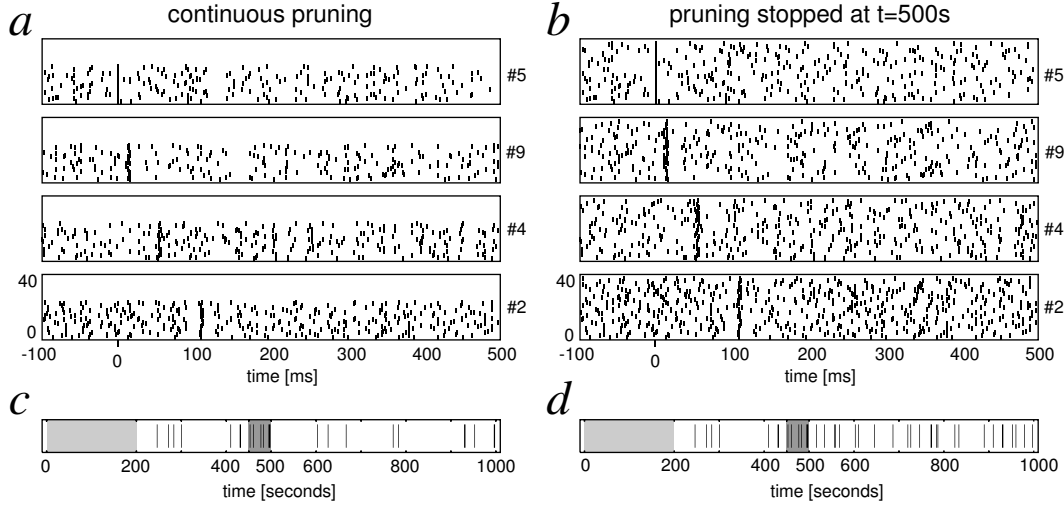 a continuous pruning
#5
#9
#4
40
0
#2
-100 0 100 200 300 400 500
time [ms]
b pruning stopped at t=500s
#5
#9
#4
40
0
#2
-100 0 100 200 300 400 500
time [ms]
c
0 200 400 500 600 800 1000
time [seconds]
d
0 200 400 500 600 800 1000
time [seconds]